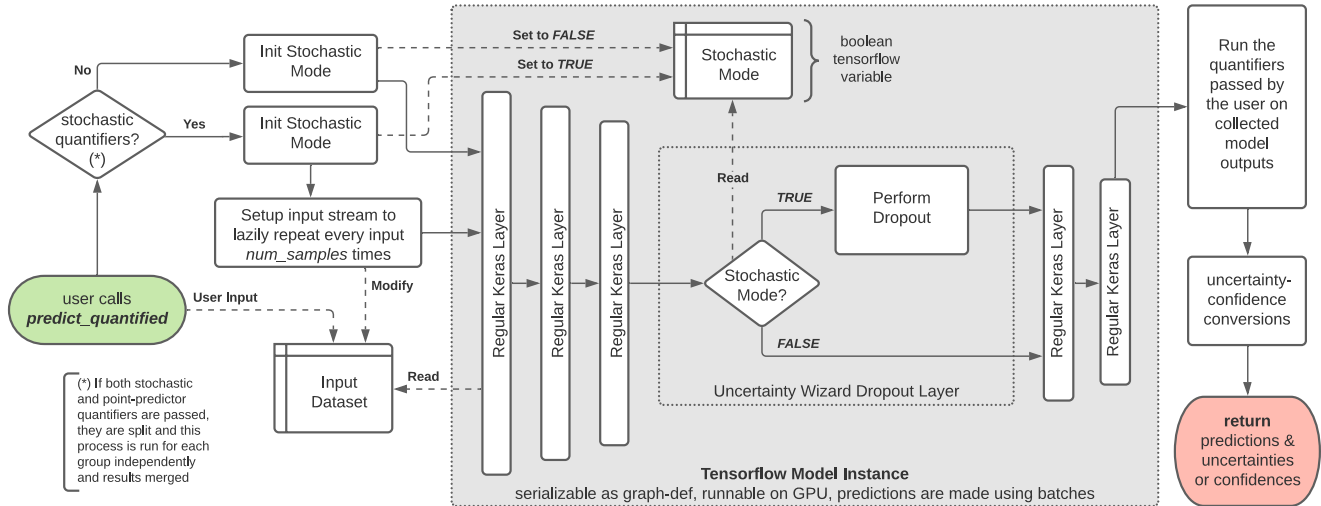 No
Init Stochastic
Mode
Set to FALSE
Set to TRUE
Stochastic
Mode
boolean
tensorflow
variable
Run the
quantifiers
passed by
the user on
collected
model
outputs
stochastic
quantifiers?
(*)
Yes
Init Stochastic
Mode
Setup input stream to
lazily repeat every input
num_samples times
user calls
predict_quantified
User Input
Modify
Input
Dataset
Read
(*) If both stochastic
and point-predictor
quantifiers are passed,
they are split and this
process is run for each
group independently
and results merged
Regular Keras Layer
Regular Keras Layer
Regular Keras Layer
Read
TRUE
Perform
Dropout
Stochastic
Mode?
FALSE
Uncertainty Wizard Dropout Layer
Regular Keras Layer
Regular Keras Layer
Tensorflow Model Instance
serializable as graph-def, runnable on GPU, predictions are made using batches
uncertainty-
confidence
conversions
return
predictions &
uncertainties
or confidences